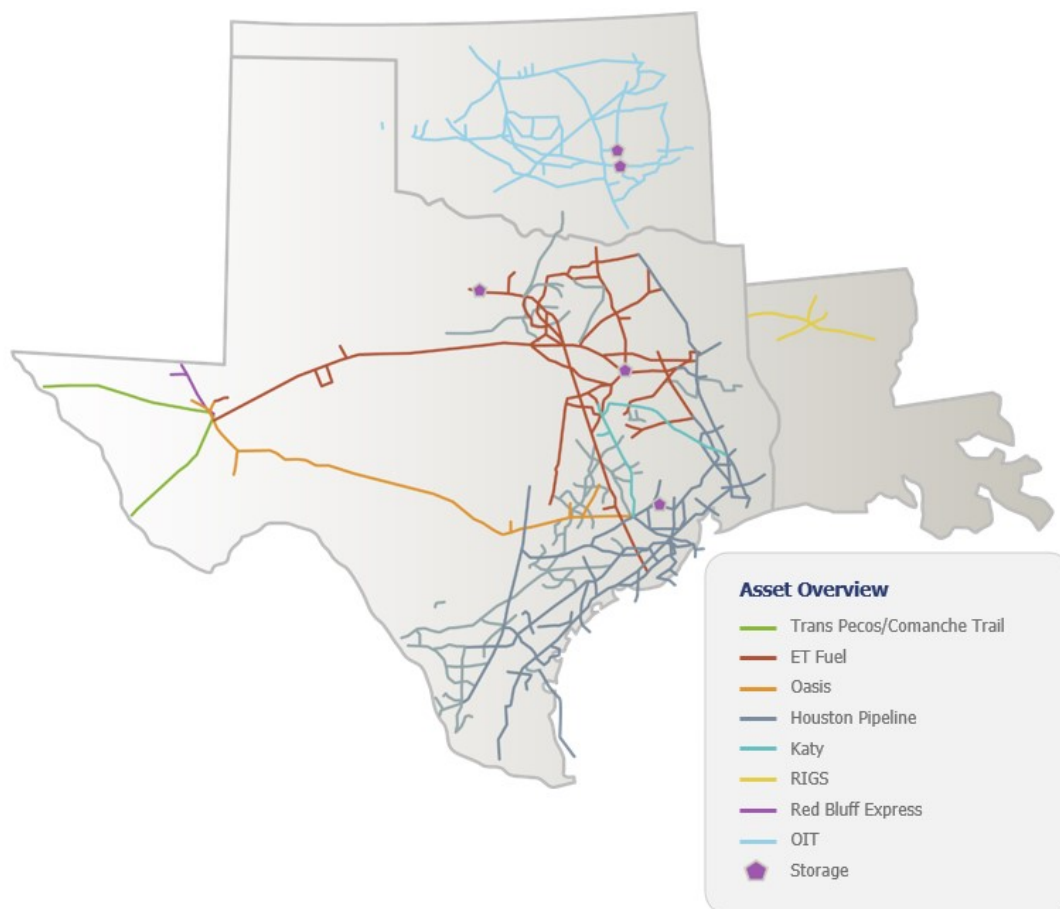 Asset Overview
Trans Pecos/Comanche Trail
ET Fuel
Oasis
Houston Pipeline
Katy
RIGS
Red Bluff Express
OIT
Storage